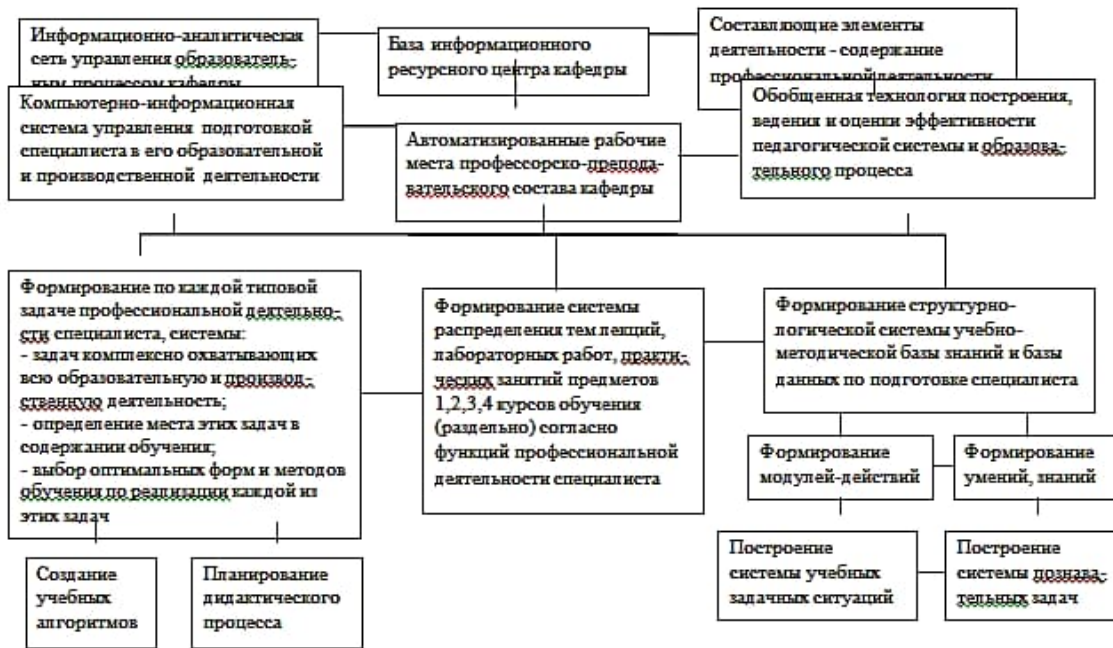 Информационно-аналитическая
сеть управления образователь-
ным процессом кафедры
База информационного
ресурсного центра кафедры
Составляющие элементы
деятельности - содержание
профессиональной деятельности
Компьютерно-информационная
система управления подготовкой
специалиста в его образовательной
и производственной деятельности
Автоматизированные рабочие
места профессорско-препода-
вательского состава кафедры
Обобщенная технология построения,
ведения и оценки эффективности
педагогической системы и образова-
тельного процесса
Формирование по каждой типовой
задаче профессиональной деятельно-
сти специалиста, системы:
- задач комплексно охватывающих
всю образовательную и производ-
ственную деятельность;
- определение места этих задач в
содержании обучения;
- выбор оптимальных форм и методов
обучения по реализации каждой из
этих задач
Формирование системы
распределения тем лекций,
лабораторных работ, практи-
ческих занятий предметов
1,2,3,4 курсов обучения
(раздельно) согласно
функций профессиональной
деятельности специалиста
Формирование структурно-
логической системы учебно-
методической базы знаний и базы
данных по подготовке специалиста
Формирование
модулей-действий
Формирование
умений, знаний
Создание
учебных
алгоритмов
Планирование
дидактического
процесса
Построение
системы учебных
задачных ситуаций
Построение
системы познава-
тельных задач